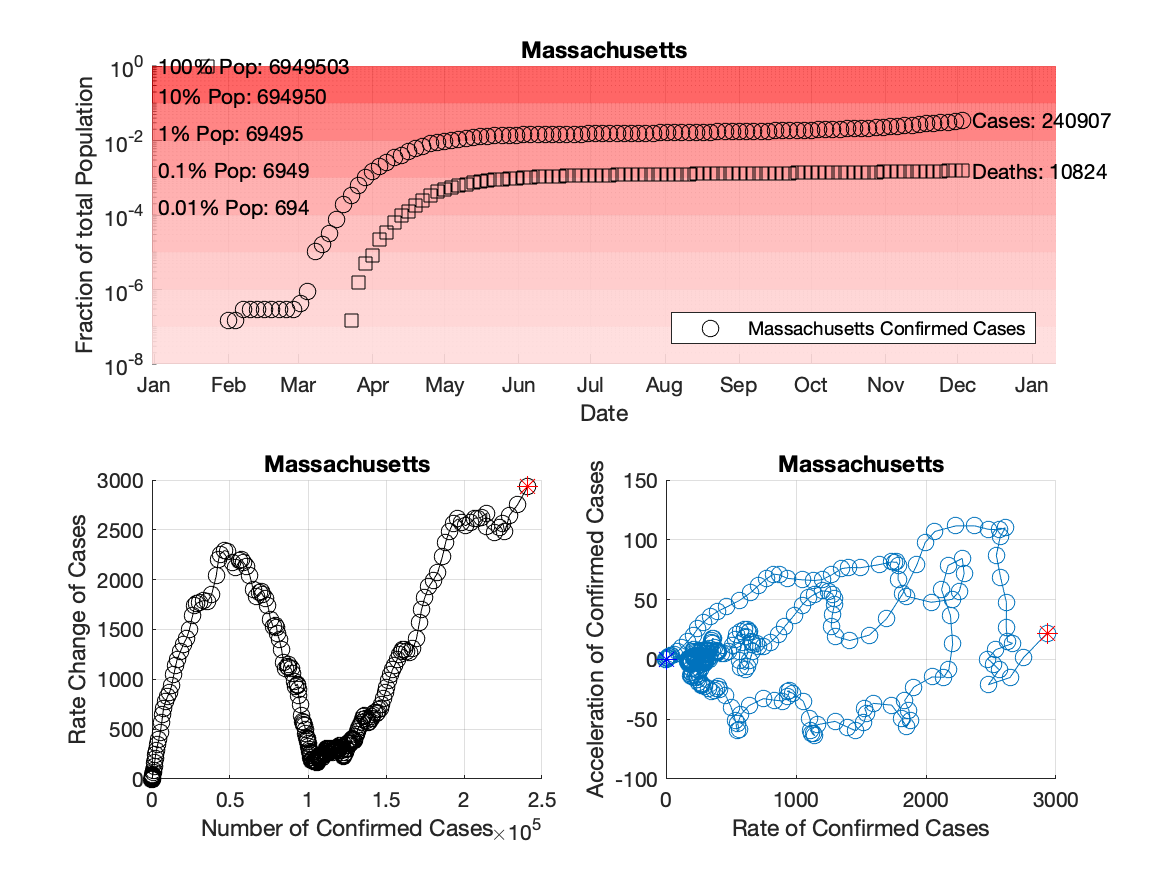 Massachusetts
Fraction of total Population
10^0
10^-2
10^-4
10^-6
10^-8
100% Pop: 6949503
10% Pop: 694950
1% Pop: 69495
0.1% Pop: 6949
0.01% Pop: 694
Cases: 240907
Deaths: 10824
Massachusetts Confirmed Cases
Jan Feb Mar Apr May Jun Jul Aug Sep Oct Nov Dec Jan
Date
Massachusetts
Rate Change of Cases
3000
2500
2000
1500
1000
500
0
0 0.5 1 1.5 2 2.5
Number of Confirmed Cases ×10^5
Massachusetts
Acceleration of Confirmed Cases
150
100
50
0
-50
-100
0 1000 2000 3000
Rate of Confirmed Cases